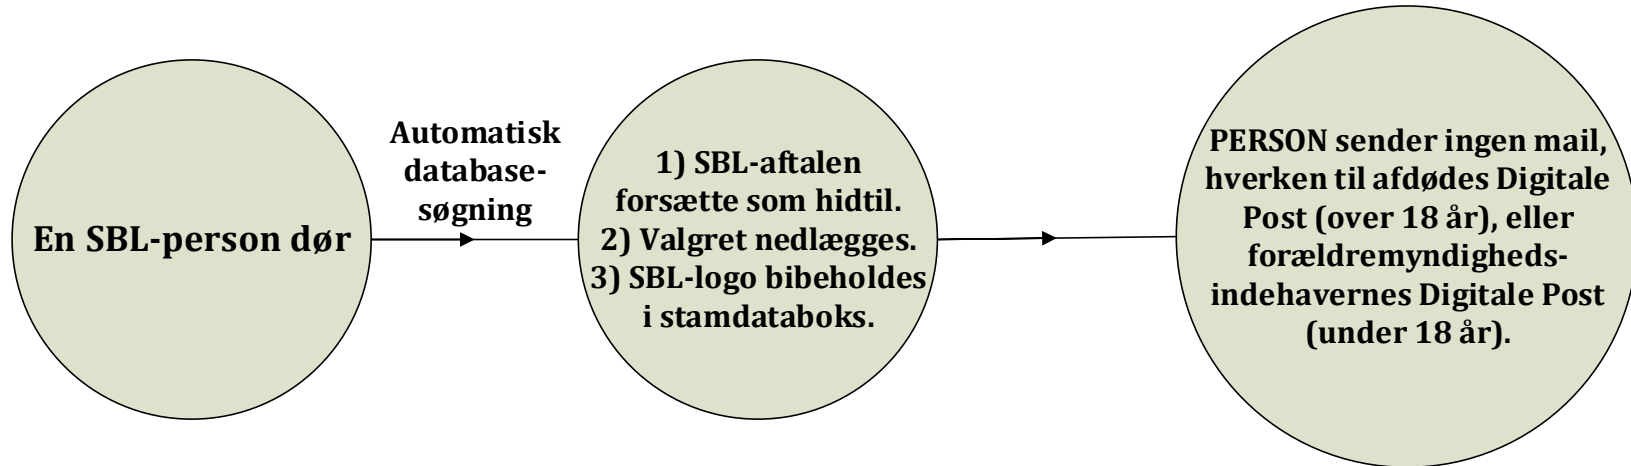 En SBL-person dør
Automatisk
database-
søgning
1) SBL-aftalen
forsætte som hidtil.
2) Valgret nedlægges.
3) SBL-logo bibeholdes
i stamdataboks.
PERSON sender ingen mail,
hverken til afdødes Digitale
Post (over 18 år), eller
forældremyndigheds-
indehavernes Digitale Post
(under 18 år).